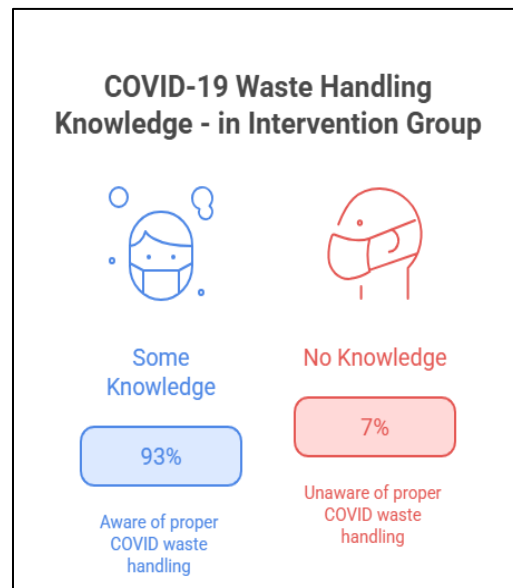 COVID-19 Waste Handling
Knowledge - in Intervention Group
Some
Knowledge
93%
Aware of proper
COVID waste
handling
No Knowledge
7%
Unaware of proper
COVID waste
handling